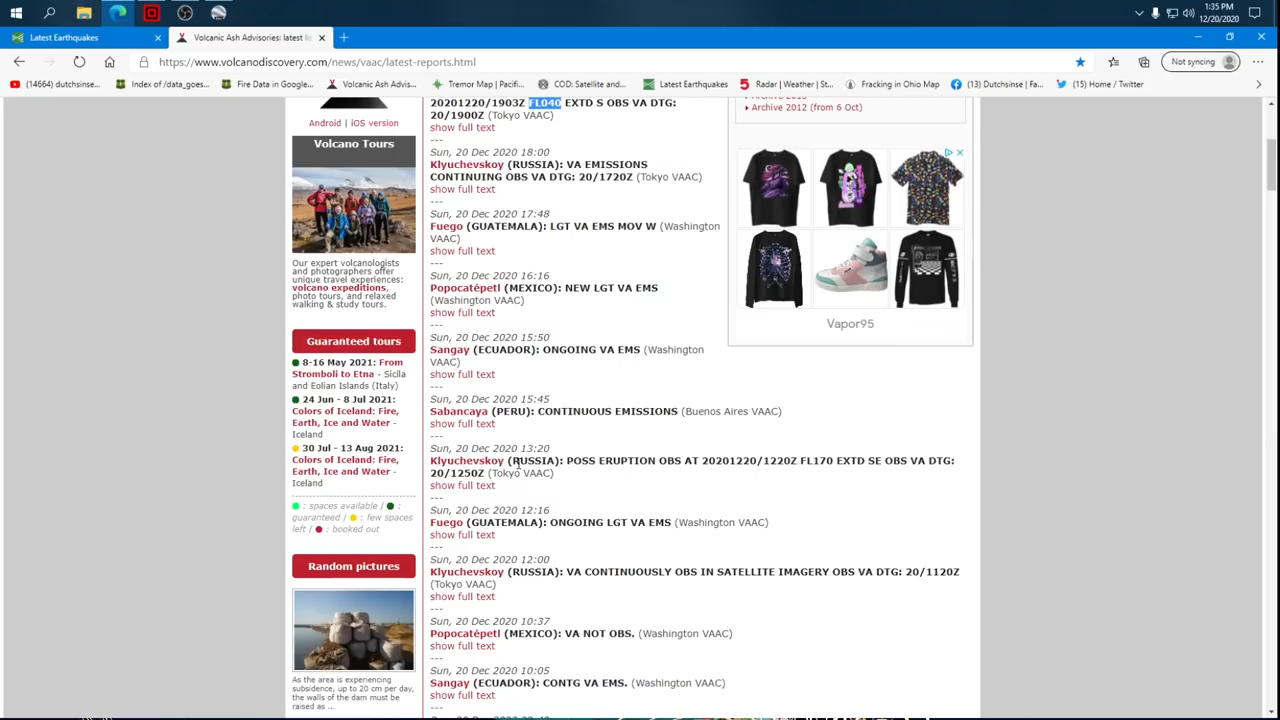 1:35 PM
12/20/2020
Latest Earthquakes
Volcanic Ash Advisories: latest li
https://www.volcanodiscovery.com/news/vaac/latest-reports.html
Not syncing
(14664) dutchsinse...
Index of/data_goes...
Fire Data in Google...
Volcanic Ash Advis...
Tremor Map | Pacifi...
COD: Satellite and...
Latest Earthquakes
Radar | Weather | St...
Fracking in Ohio Map
(13) Dutchsinse | Fa...
(15) Home / Twitter
Android | iOS version
Volcano Tours
Our expert volcanologists
and photographers offer
unique travel experiences:
volcano expeditions,
photo tours, and relaxed
walking & study tours.
Guaranteed tours
8-16 May 2021: From
Stromboli to Etna - Sicila
and Eolian Islands (Italy)
24 Jun - 8 Jul 2021:
Colors of Iceland: Fire,
Earth, Ice and Water -
Iceland
30 Jul - 13 Aug 2021:
Colors of Iceland: Fire,
Earth, Ice and Water -
Iceland
: spaces available / :
guaranteed / : few spaces
left / : booked out
Random pictures
As the area is experiencing
subsidence, up to 20 cm per day,
the walls of the dam must be
raised as ...
20201220/1903Z FL040 EXTD S OBS VA DTG:
20/1900Z (Tokyo VAAC)
show full text
---
Sun, 20 Dec 2020 18:00
Klyuchevskoy (RUSSIA): VA EMISSIONS
CONTINUING OBS VA DTG: 20/1720Z (Tokyo VAAC)
show full text
---
Sun, 20 Dec 2020 17:48
Fuego (GUATEMALA): LGT VA EMS MOV W (Washington
VAAC)
show full text
---
Sun, 20 Dec 2020 16:16
Popocatépetl (MEXICO): NEW LGT VA EMS
(Washington VAAC)
show full text
---
Sun, 20 Dec 2020 15:50
Sangay (ECUADOR): ONGOING VA EMS (Washington
VAAC)
show full text
---
Sun, 20 Dec 2020 15:45
Sabancaya (PERU): CONTINUOUS EMISSIONS (Buenos Aires VAAC)
show full text
---
Sun, 20 Dec 2020 13:20
Klyuchevskoy (RUSSIA): POSS ERUPTION OBS AT 20201220/1220Z FL170 EXTD SE OBS VA DTG:
20/1250Z (Tokyo VAAC)
show full text
---
Sun, 20 Dec 2020 12:16
Fuego (GUATEMALA): ONGOING LGT VA EMS (Washington VAAC)
show full text
---
Sun, 20 Dec 2020 12:00
Klyuchevskoy (RUSSIA): VA CONTINUOUSLY OBS IN SATELLITE IMAGERY OBS VA DTG: 20/1120Z
(Tokyo VAAC)
show full text
---
Sun, 20 Dec 2020 10:37
Popocatépetl (MEXICO): VA NOT OBS. (Washington VAAC)
show full text
---
Sun, 20 Dec 2020 10:05
Sangay (ECUADOR): CONTG VA EMS. (Washington VAAC)
show full text
---
Archive 2012 (from 6 Oct)
Vapor95